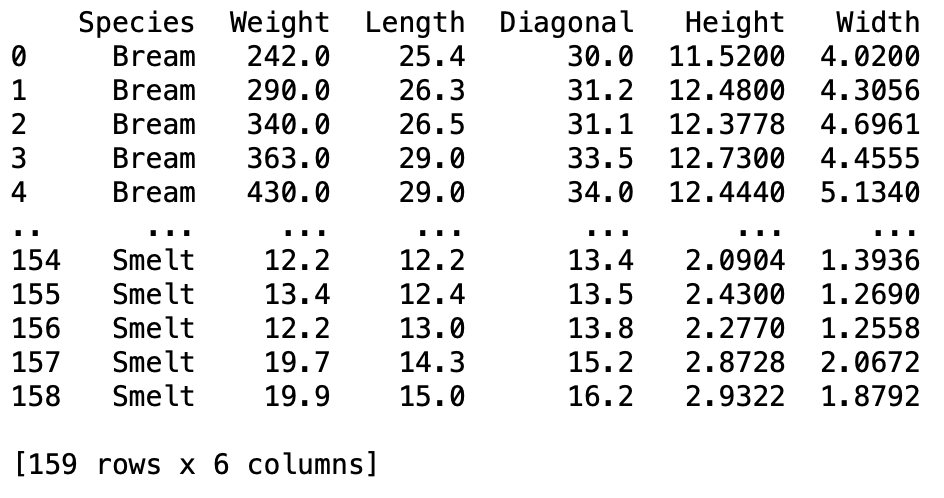 Species Weight Length Diagonal Height Width
0 Bream 242.0 25.4 30.0 11.5200 4.0200
1 Bream 290.0 26.3 31.2 12.4800 4.3056
2 Bream 340.0 26.5 31.1 12.3778 4.6961
3 Bream 363.0 29.0 33.5 12.7300 4.4555
4 Bream 430.0 29.0 34.0 12.4440 5.1340
.. ... ... ... ... ... ...
154 Smelt 12.2 12.2 13.4 2.0904 1.3936
155 Smelt 13.4 12.4 13.5 2.4300 1.2690
156 Smelt 12.2 13.0 13.8 2.2770 1.2558
157 Smelt 19.7 14.3 15.2 2.8728 2.0672
158 Smelt 19.9 15.0 16.2 2.9322 1.8792
[159 rows x 6 columns]